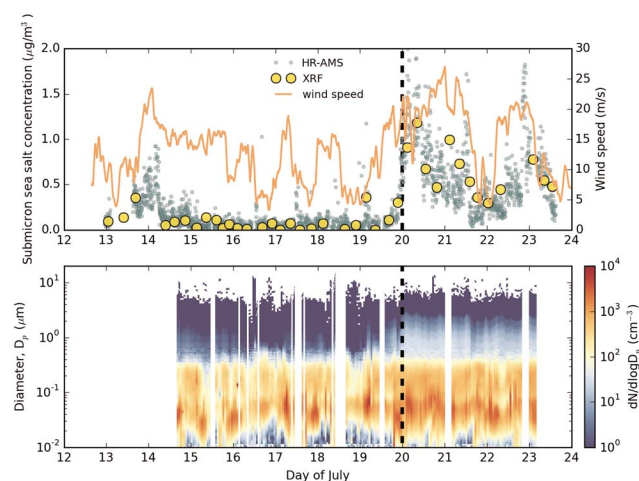 Submicron sea salt concentration (μg/m³)
2.0
1.5
1.0
0.5
0.0
HR-AMS
XRF
wind speed
30
25
20
15
10
5
0
Wind speed (m/s)
12 13 14 15 16 17 18 19 20 21 22 23 24
Diameter, Dₚ (μm)
10¹
10⁰
10⁻¹
10⁻²
12 13 14 15 16 17 18 19 20 21 22 23 24
Day of July
10⁴
10³
10²
10¹
10⁰
dN/dlogDₚ (cm⁻³)